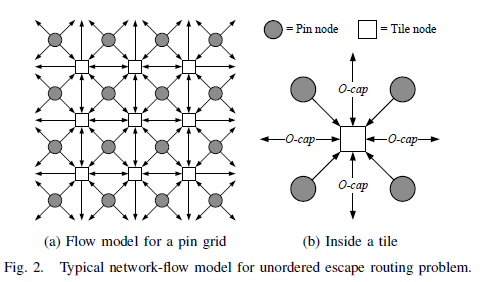 = Pin node
= Tile node
O-cap
O-cap
O-cap
O-cap
(a) Flow model for a pin grid
(b) Inside a tile
Fig. 2. Typical network-flow model for unordered escape routing problem.